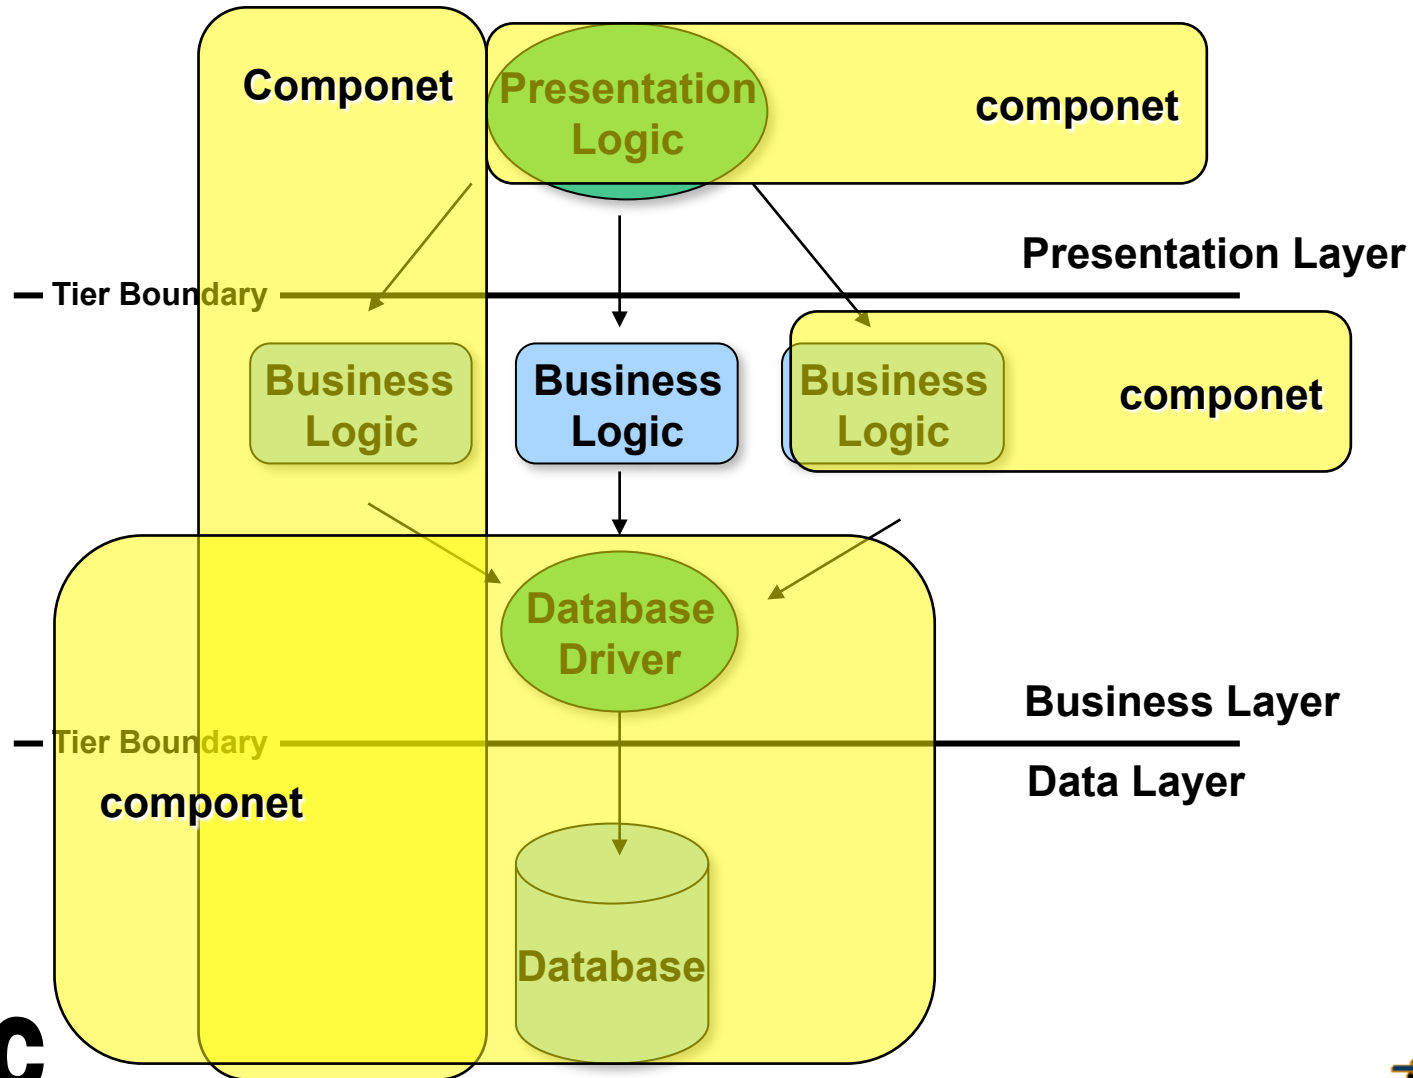 Componet
Presentation
Logic
componet
Presentation Layer
Tier Boundary
Business
Logic
Business
Logic
Business
Logic
componet
Database
Driver
Business Layer
Tier Boundary
Data Layer
componet
Database
c